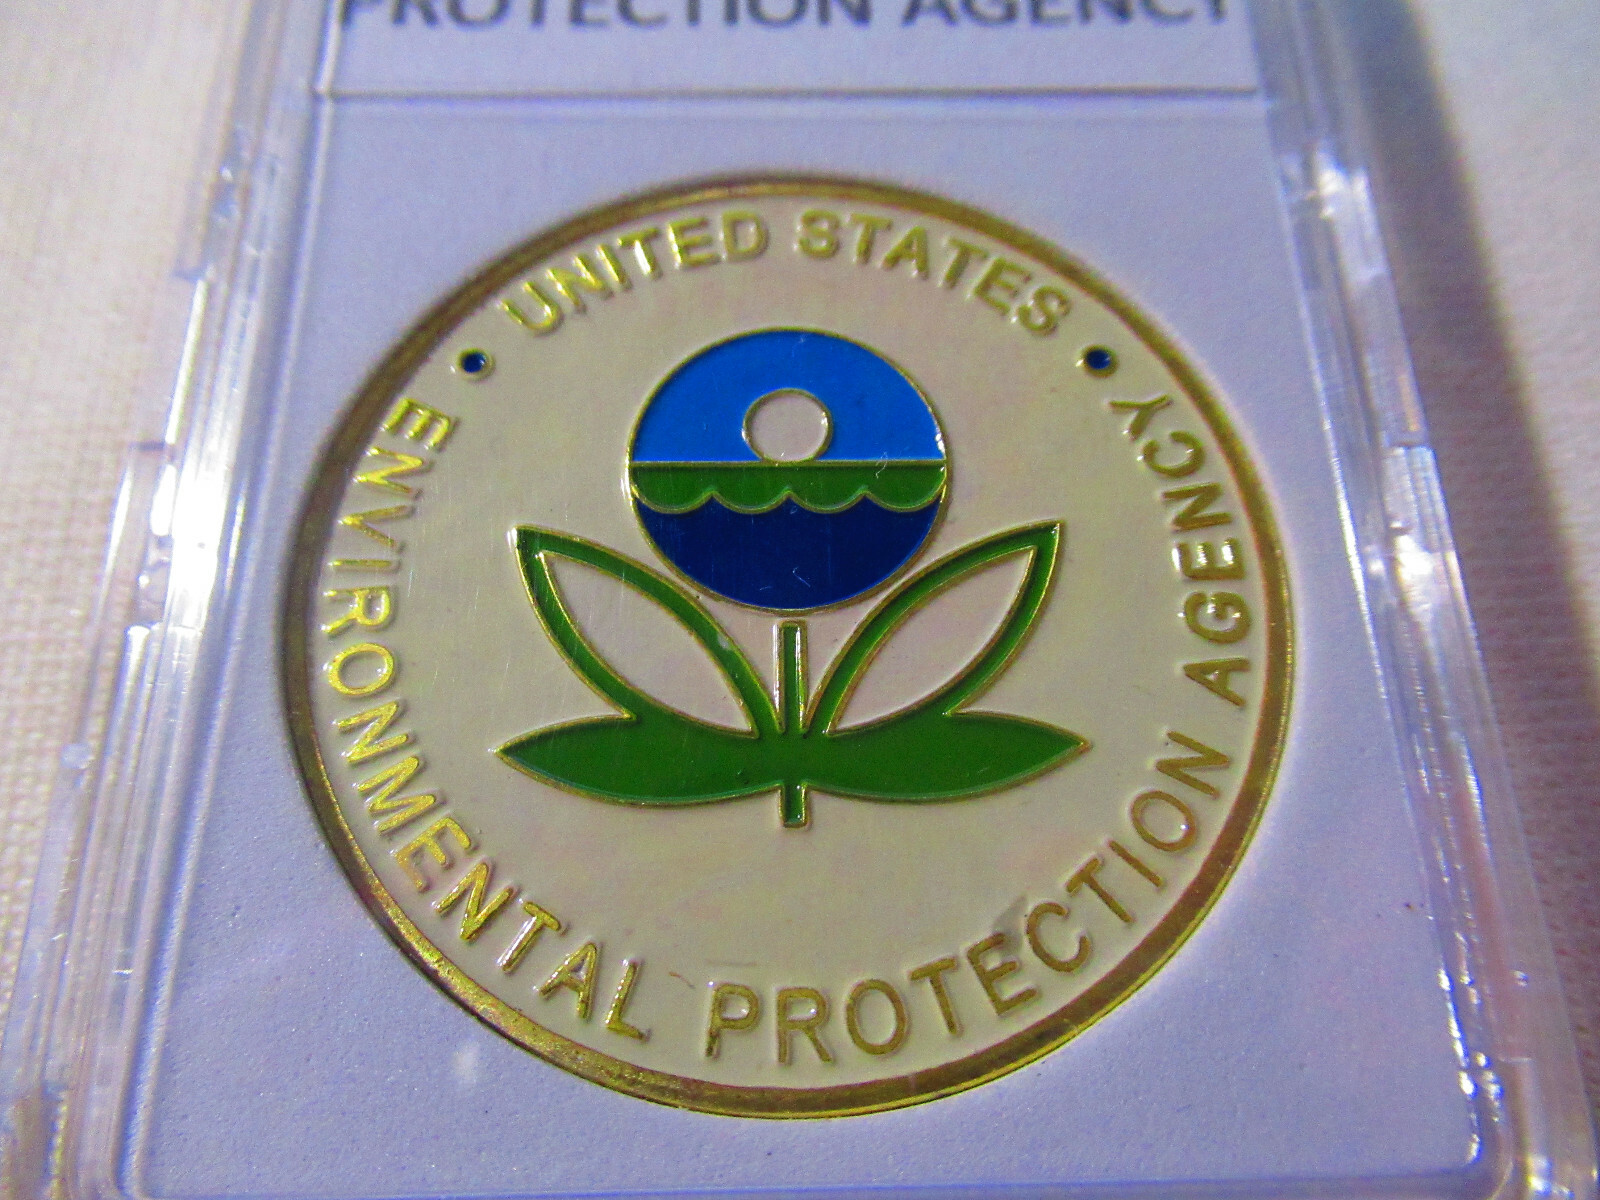 PROTECTION AGENCY
• UNITED STATES •
ENVIRONMENTAL PROTECTION AGENCY